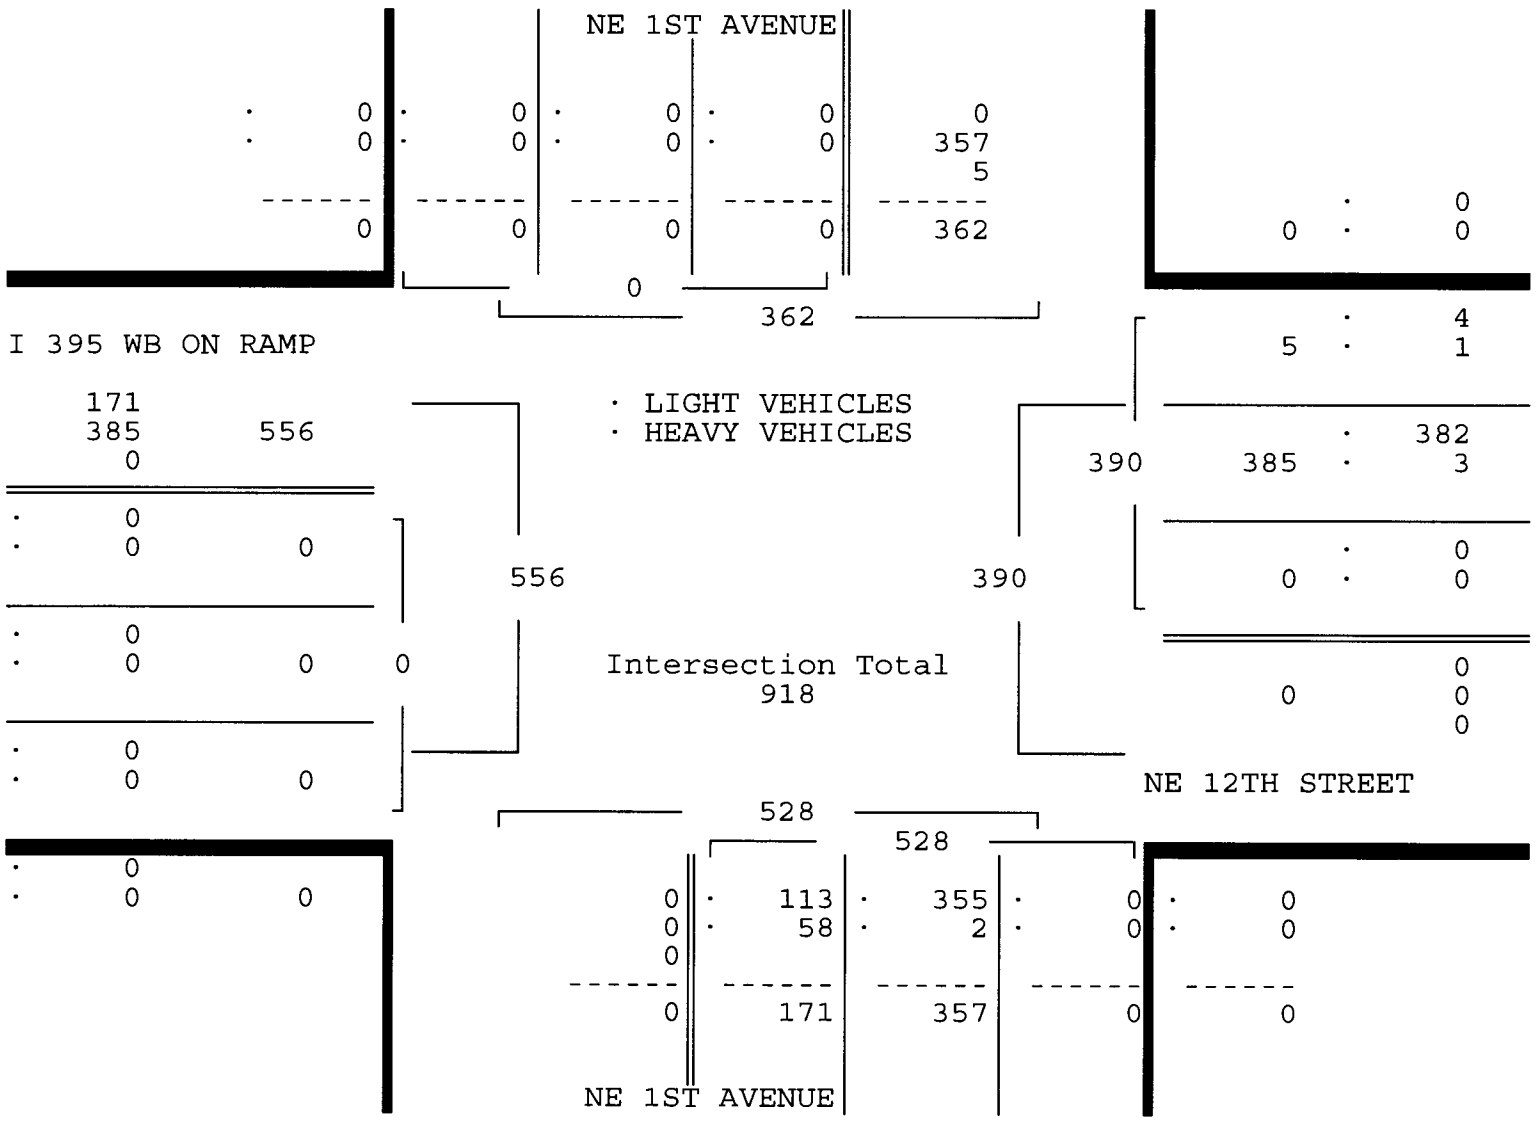 NE 1ST AVENUE
· 0 · 0 · 0 · 0 0
· 0 · 0 · 0 · 0 357
5
------ ------ ------ ------ ------ · 0
0 0 0 0 362 0 · 0
0
362 · 4
I 395 WB ON RAMP 5 · 1
171 · LIGHT VEHICLES
385 556 · HEAVY VEHICLES · 382
0 390 385 · 3
· 0
· 0 0 · 0
556 390 0 · 0
· 0
· 0 0 0 Intersection Total 0
918 0 0
0
· 0
· 0 0 NE 12TH STREET
528
528
· 0
· 0 0 0 · 113 · 355 · 0 · 0
0 · 58 · 2 · 0 · 0
0
------ ------ ------ ------ ------
0 171 357 0 0
NE 1ST AVENUE